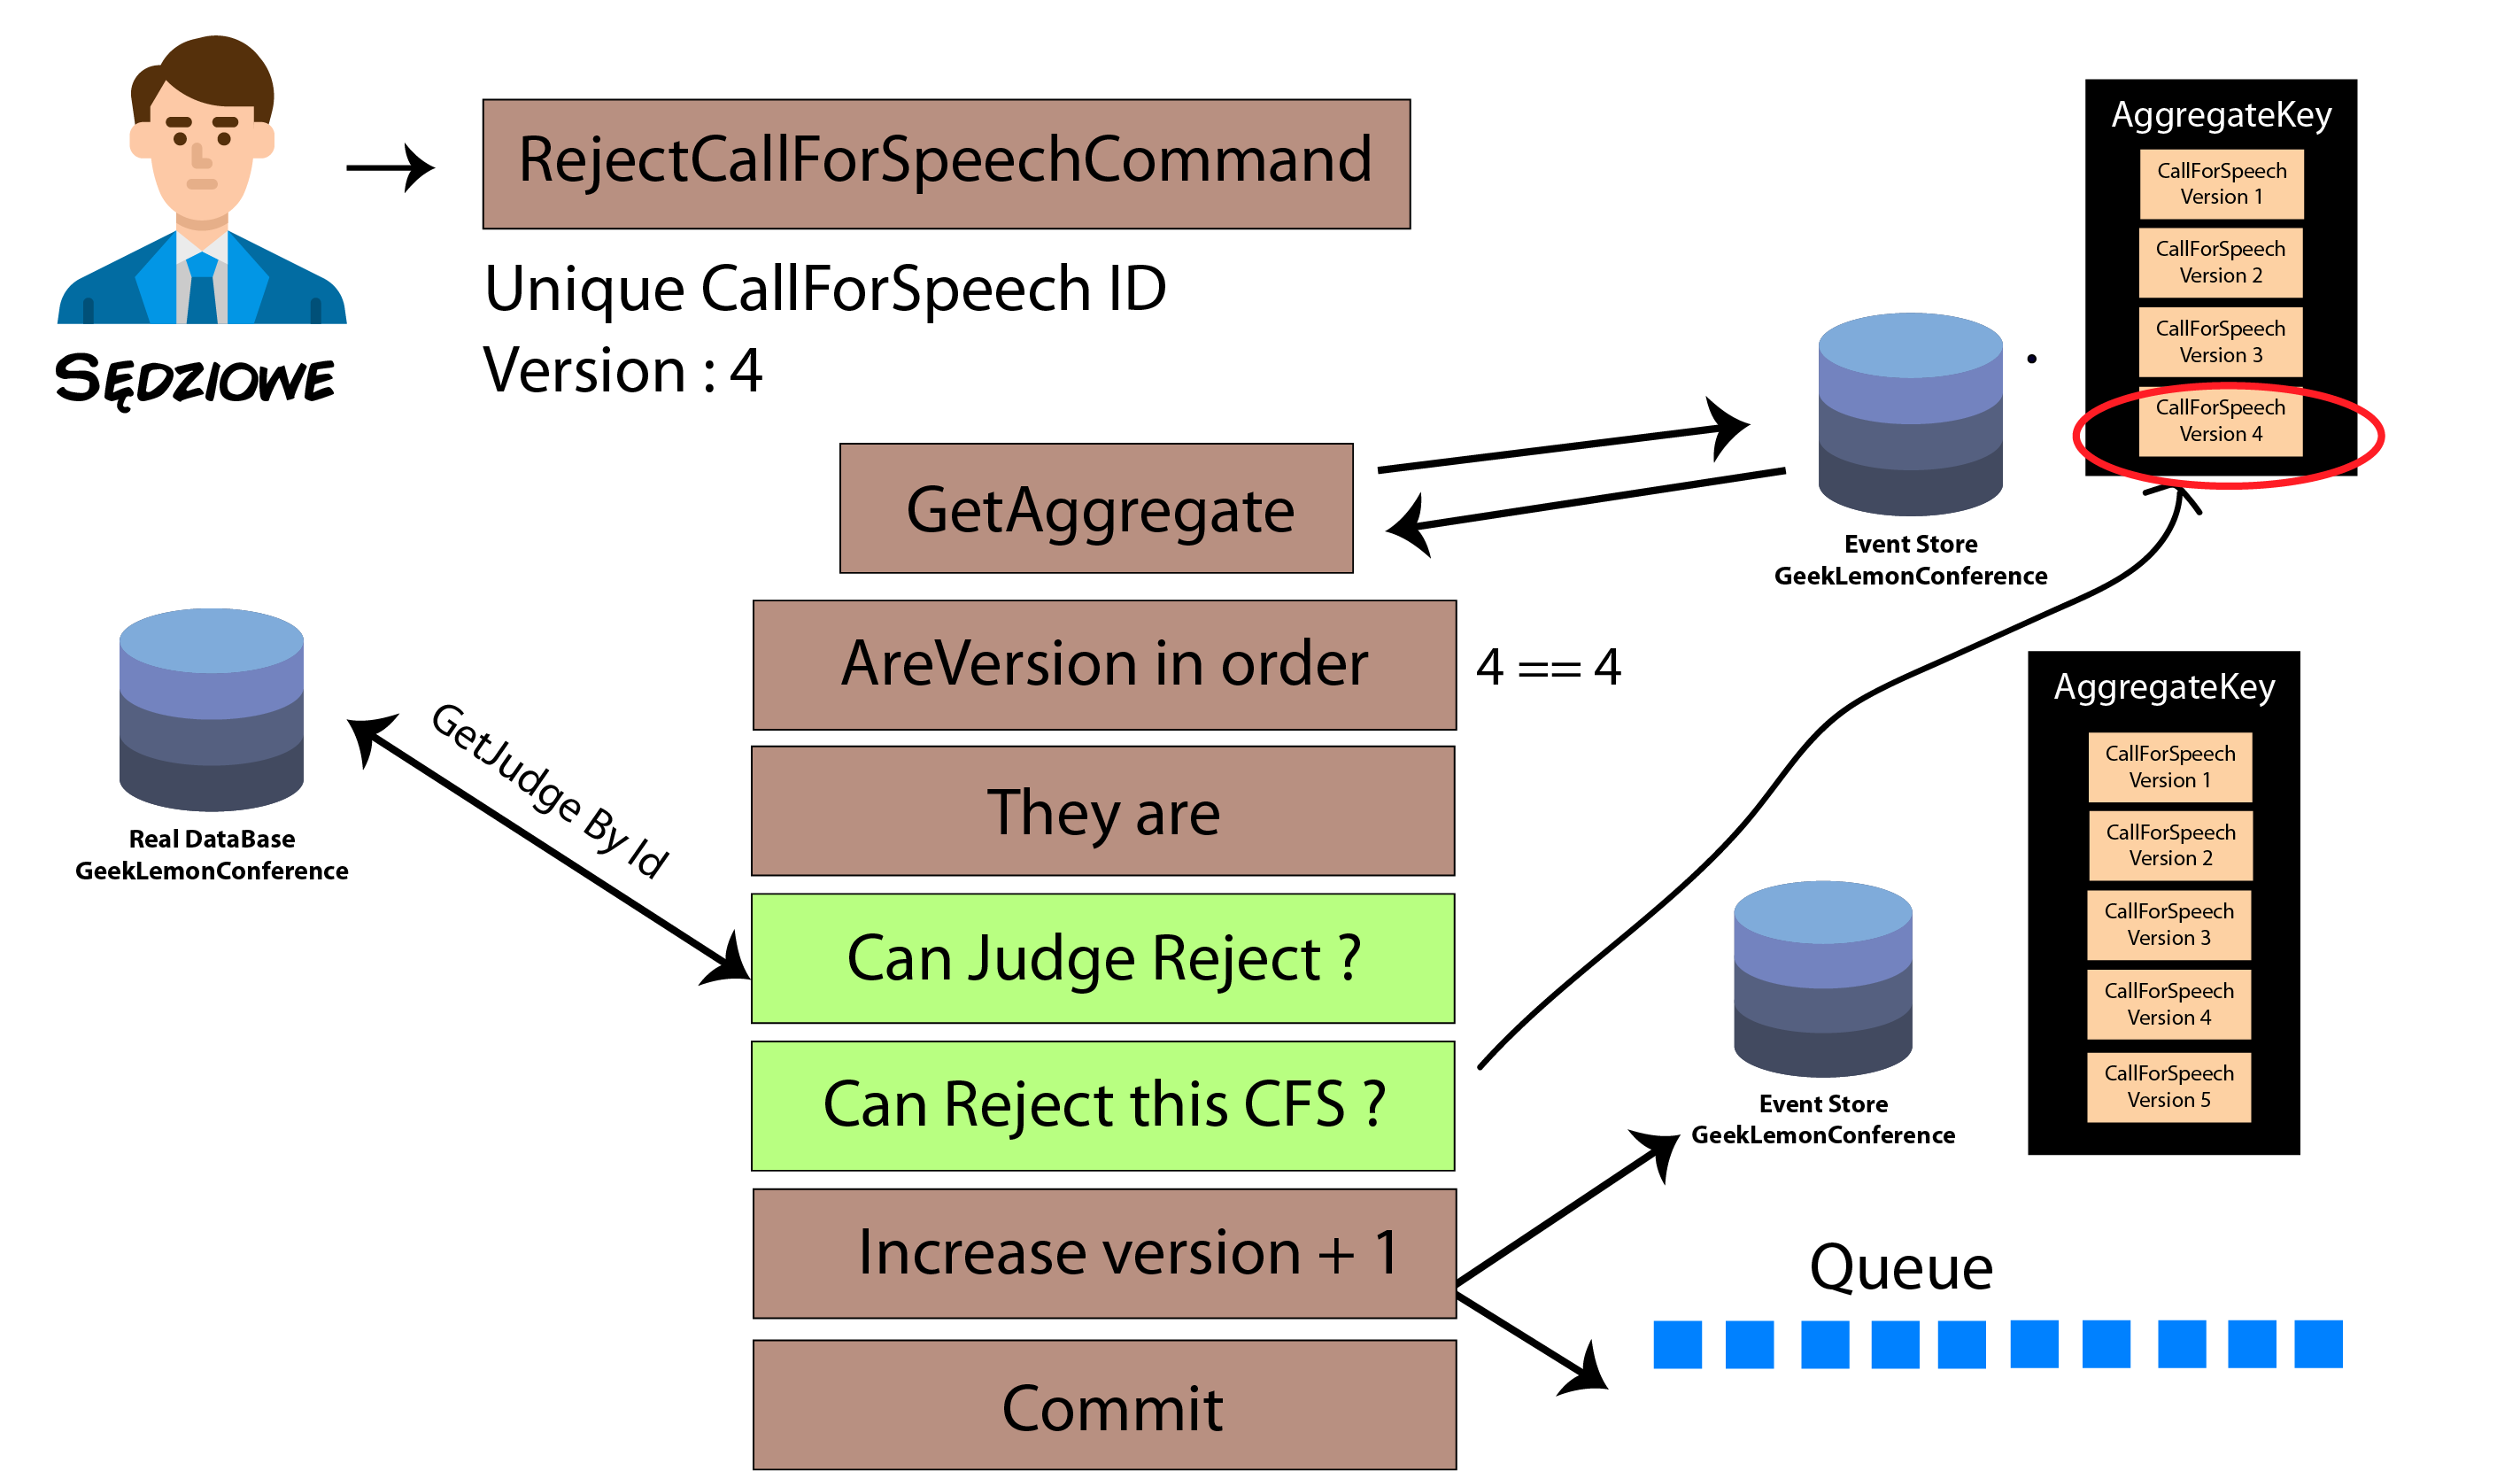 RejectCallForSpeechCommand
Unique CallForSpeech ID
Version : 4
SĘDZIOWE
AggregateKey
CallForSpeech
Version 1
CallForSpeech
Version 2
CallForSpeech
Version 3
CallForSpeech
Version 4
GetAggregate
Event Store
GeekLemonConference
AreVersion in order
4 == 4
They are
GetJudge By Id
Real DataBase
GeekLemonConference
Can Judge Reject ?
Can Reject this CFS ?
AggregateKey
CallForSpeech
Version 1
CallForSpeech
Version 2
CallForSpeech
Version 3
CallForSpeech
Version 4
CallForSpeech
Version 5
Event Store
GeekLemonConference
Increase version + 1
Queue
Commit